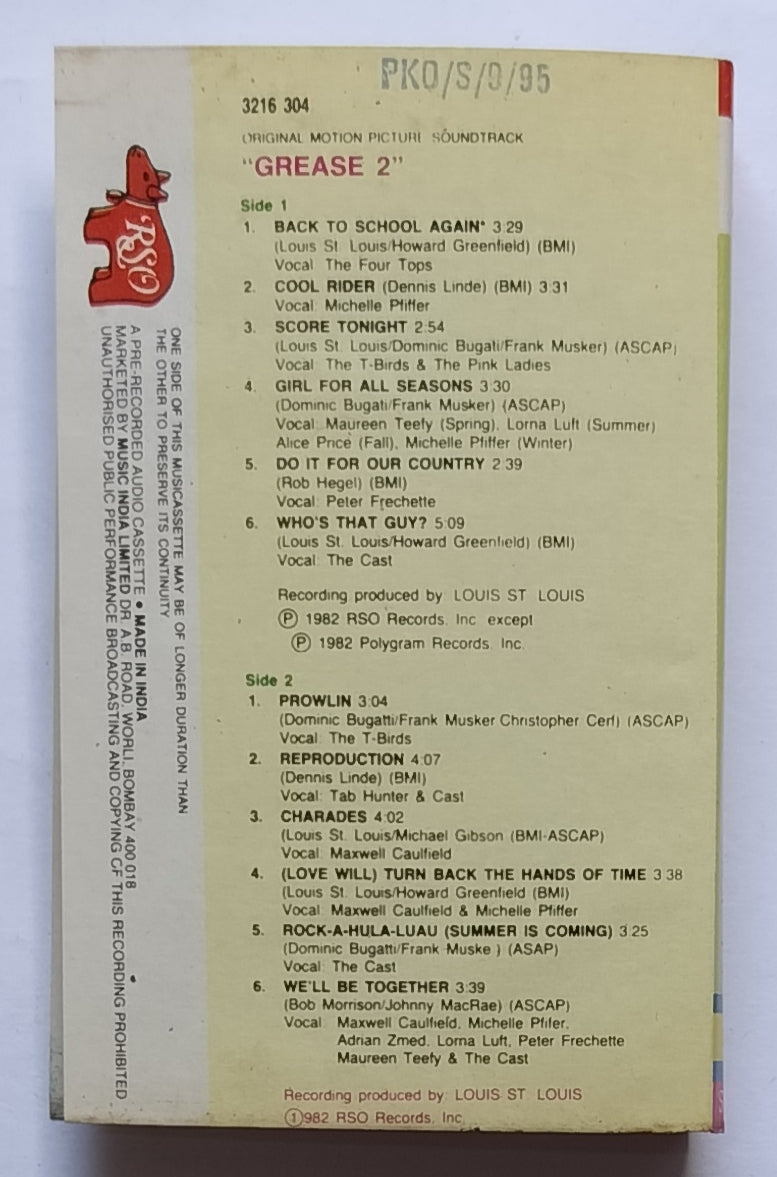 PKO/S/9/95
3216 304
ORIGINAL MOTION PICTURE SOUNDTRACK
"GREASE 2"
Side 1
1. BACK TO SCHOOL AGAIN* 3:29
(Louis St. Louis/Howard Greenfield) (BMI)
Vocal: The Four Tops
2. COOL RIDER (Dennis Linde) (BMI) 3:31
Vocal: Michelle Pfiffer
3. SCORE TONIGHT 2:54
(Louis St. Louis/Dominic Bugati/Frank Musker) (ASCAP)
Vocal: The T-Birds & The Pink Ladies
4. GIRL FOR ALL SEASONS 3:30
(Dominic Bugati/Frank Musker) (ASCAP)
Vocal: Maureen Teefy (Spring), Lorna Luft (Summer)
Alice Price (Fall), Michelle Pfiffer (Winter)
5. DO IT FOR OUR COUNTRY 2:39
(Rob Hegel) (BMI)
Vocal: Peter Frechette
6. WHO'S THAT GUY? 5:09
(Louis St. Louis/Howard Greenfield) (BMI)
Vocal: The Cast
Recording produced by: LOUIS ST. LOUIS
Ⓟ 1982 RSO Records, Inc. except
Ⓟ 1982 Polygram Records, Inc.
Side 2
1. PROWLIN 3:04
(Dominic Bugatti/Frank Musker Christopher Cerf) (ASCAP)
Vocal: The T-Birds
2. REPRODUCTION 4:07
(Dennis Linde) (BMI)
Vocal: Tab Hunter & Cast
3. CHARADES 4:02
(Louis St. Louis/Michael Gibson (BMI-ASCAP)
Vocal: Maxwell Caulfield
4. (LOVE WILL) TURN BACK THE HANDS OF TIME 3:38
(Louis St. Louis/Howard Greenfield (BMI)
Vocal: Maxwell Caulfield & Michelle Pfiffer
5. ROCK-A-HULA-LUAU (SUMMER IS COMING) 3:25
(Dominic Bugatti/Frank Muske ) (ASAP)
Vocal: The Cast
6. WE'LL BE TOGETHER 3:39
(Bob Morrison/Johnny MacRae) (ASCAP)
Vocal: Maxwell Caulfield, Michelle Pfifer,
Adrian Zmed, Lorna Luft, Peter Frechette
Maureen Teefy & The Cast
Recording produced by: LOUIS ST. LOUIS
①982 RSO Records, Inc.
RSO
ONE SIDE OF THIS MUSICASSETTE MAY BE OF LONGER DURATION THAN
THE OTHER TO PRESERVE ITS CONTINUITY
A PRE-RECORDED AUDIO CASSETTE ● MADE IN INDIA
MARKETED BY MUSIC INDIA LIMITED DR. A.B. ROAD, WORLI, BOMBAY 400 018
UNAUTHORISED PUBLIC PERFORMANCE BROADCASTING AND COPYING OF THIS RECORDING PROHIBITED